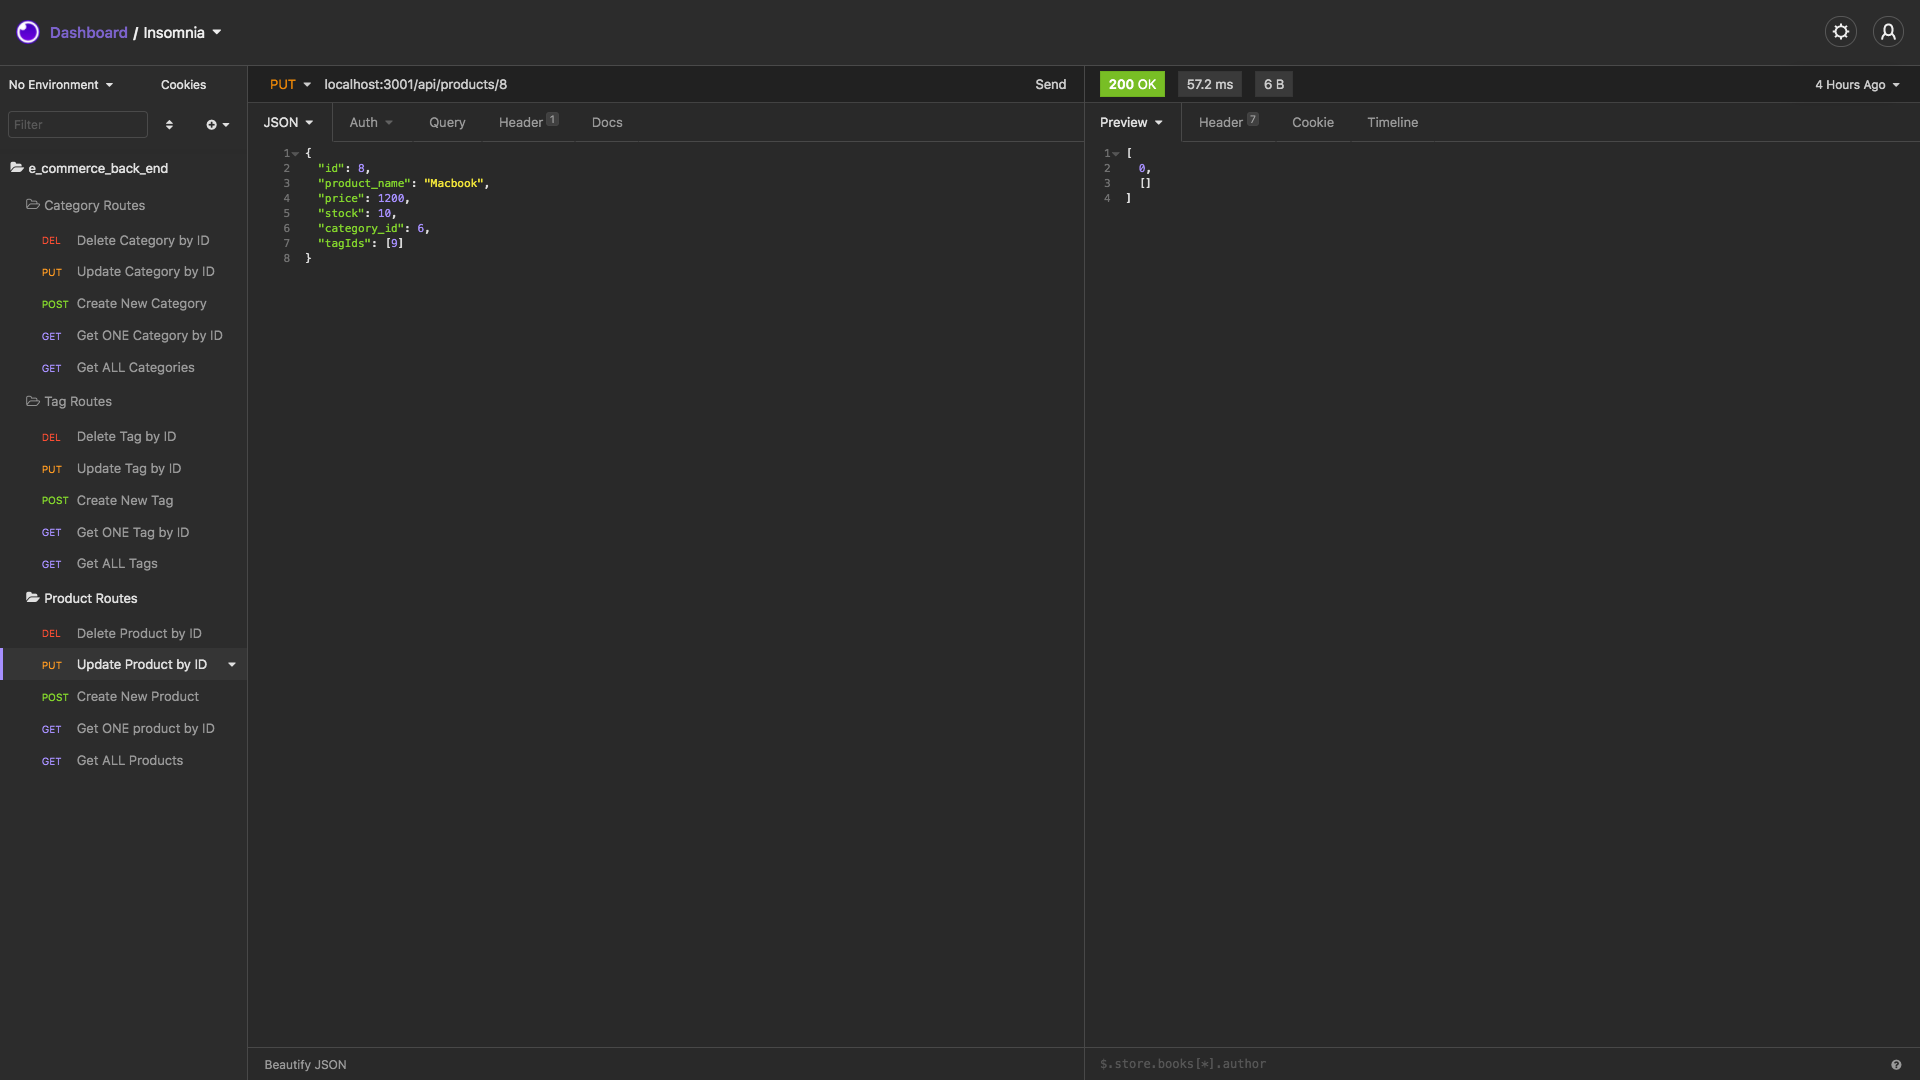 Dashboard / Insomnia
No Environment Cookies
Filter
e_commerce_back_end
Category Routes
DEL Delete Category by ID
PUT Update Category by ID
POST Create New Category
GET Get ONE Category by ID
GET Get ALL Categories
Tag Routes
DEL Delete Tag by ID
PUT Update Tag by ID
POST Create New Tag
GET Get ONE Tag by ID
GET Get ALL Tags
Product Routes
DEL Delete Product by ID
PUT Update Product by ID
POST Create New Product
GET Get ONE product by ID
GET Get ALL Products
PUT localhost:3001/api/products/8 Send
JSON Auth Query Header 1 Docs
1 {
2 "id": 8,
3 "product_name": "Macbook",
4 "price": 1200,
5 "stock": 10,
6 "category_id": 6,
7 "tagIds": [9]
8 }
Beautify JSON
200 OK 57.2 ms 6 B 4 Hours Ago
Preview Header 7 Cookie Timeline
1 [
2 0,
3 []
4 ]
$.store.books[*].author